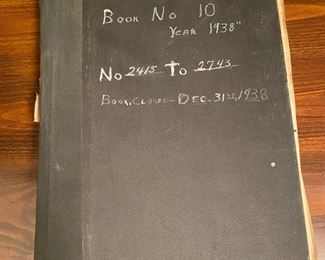 Book No 10
Year 1938"
No 2415 To 2743
Book Closed Dec. 31st, 1938